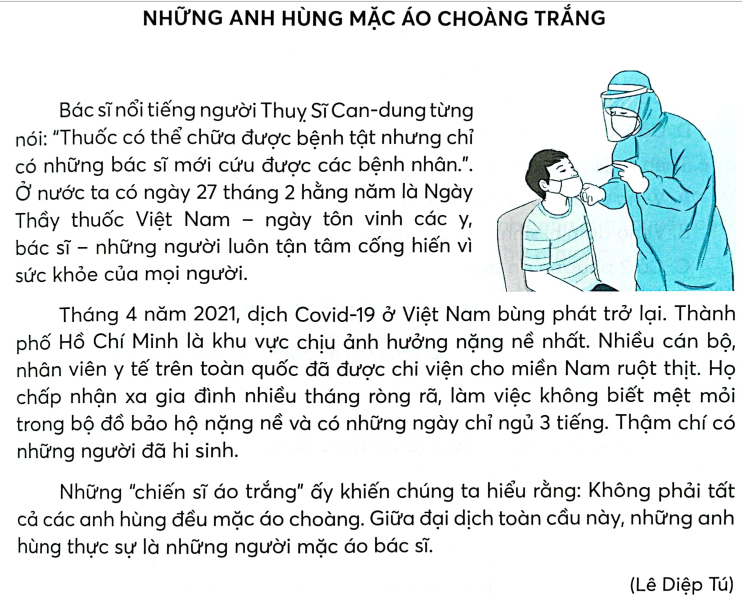 NHỮNG ANH HÙNG MẶC ÁO CHOÀNG TRẮNG
Bác sĩ nổi tiếng người Thuỵ Sĩ Can-dung từng
nói: "Thuốc có thể chữa được bệnh tật nhưng chỉ
có những bác sĩ mới cứu được các bệnh nhân.".
Ở nước ta có ngày 27 tháng 2 hằng năm là Ngày
Thầy thuốc Việt Nam – ngày tôn vinh các y,
bác sĩ – những người luôn tận tâm cống hiến vì
sức khỏe của mọi người.
Tháng 4 năm 2021, dịch Covid-19 ở Việt Nam bùng phát trở lại. Thành
phố Hồ Chí Minh là khu vực chịu ảnh hưởng nặng nề nhất. Nhiều cán bộ,
nhân viên y tế trên toàn quốc đã được chi viện cho miền Nam ruột thịt. Họ
chấp nhận xa gia đình nhiều tháng ròng rã, làm việc không biết mệt mỏi
trong bộ đồ bảo hộ nặng nề và có những ngày chỉ ngủ 3 tiếng. Thậm chí có
những người đã hi sinh.
Những "chiến sĩ áo trắng" ấy khiến chúng ta hiểu rằng: Không phải tất
cả các anh hùng đều mặc áo choàng. Giữa đại dịch toàn cầu này, những anh
hùng thực sự là những người mặc áo bác sĩ.
(Lê Diệp Tú)